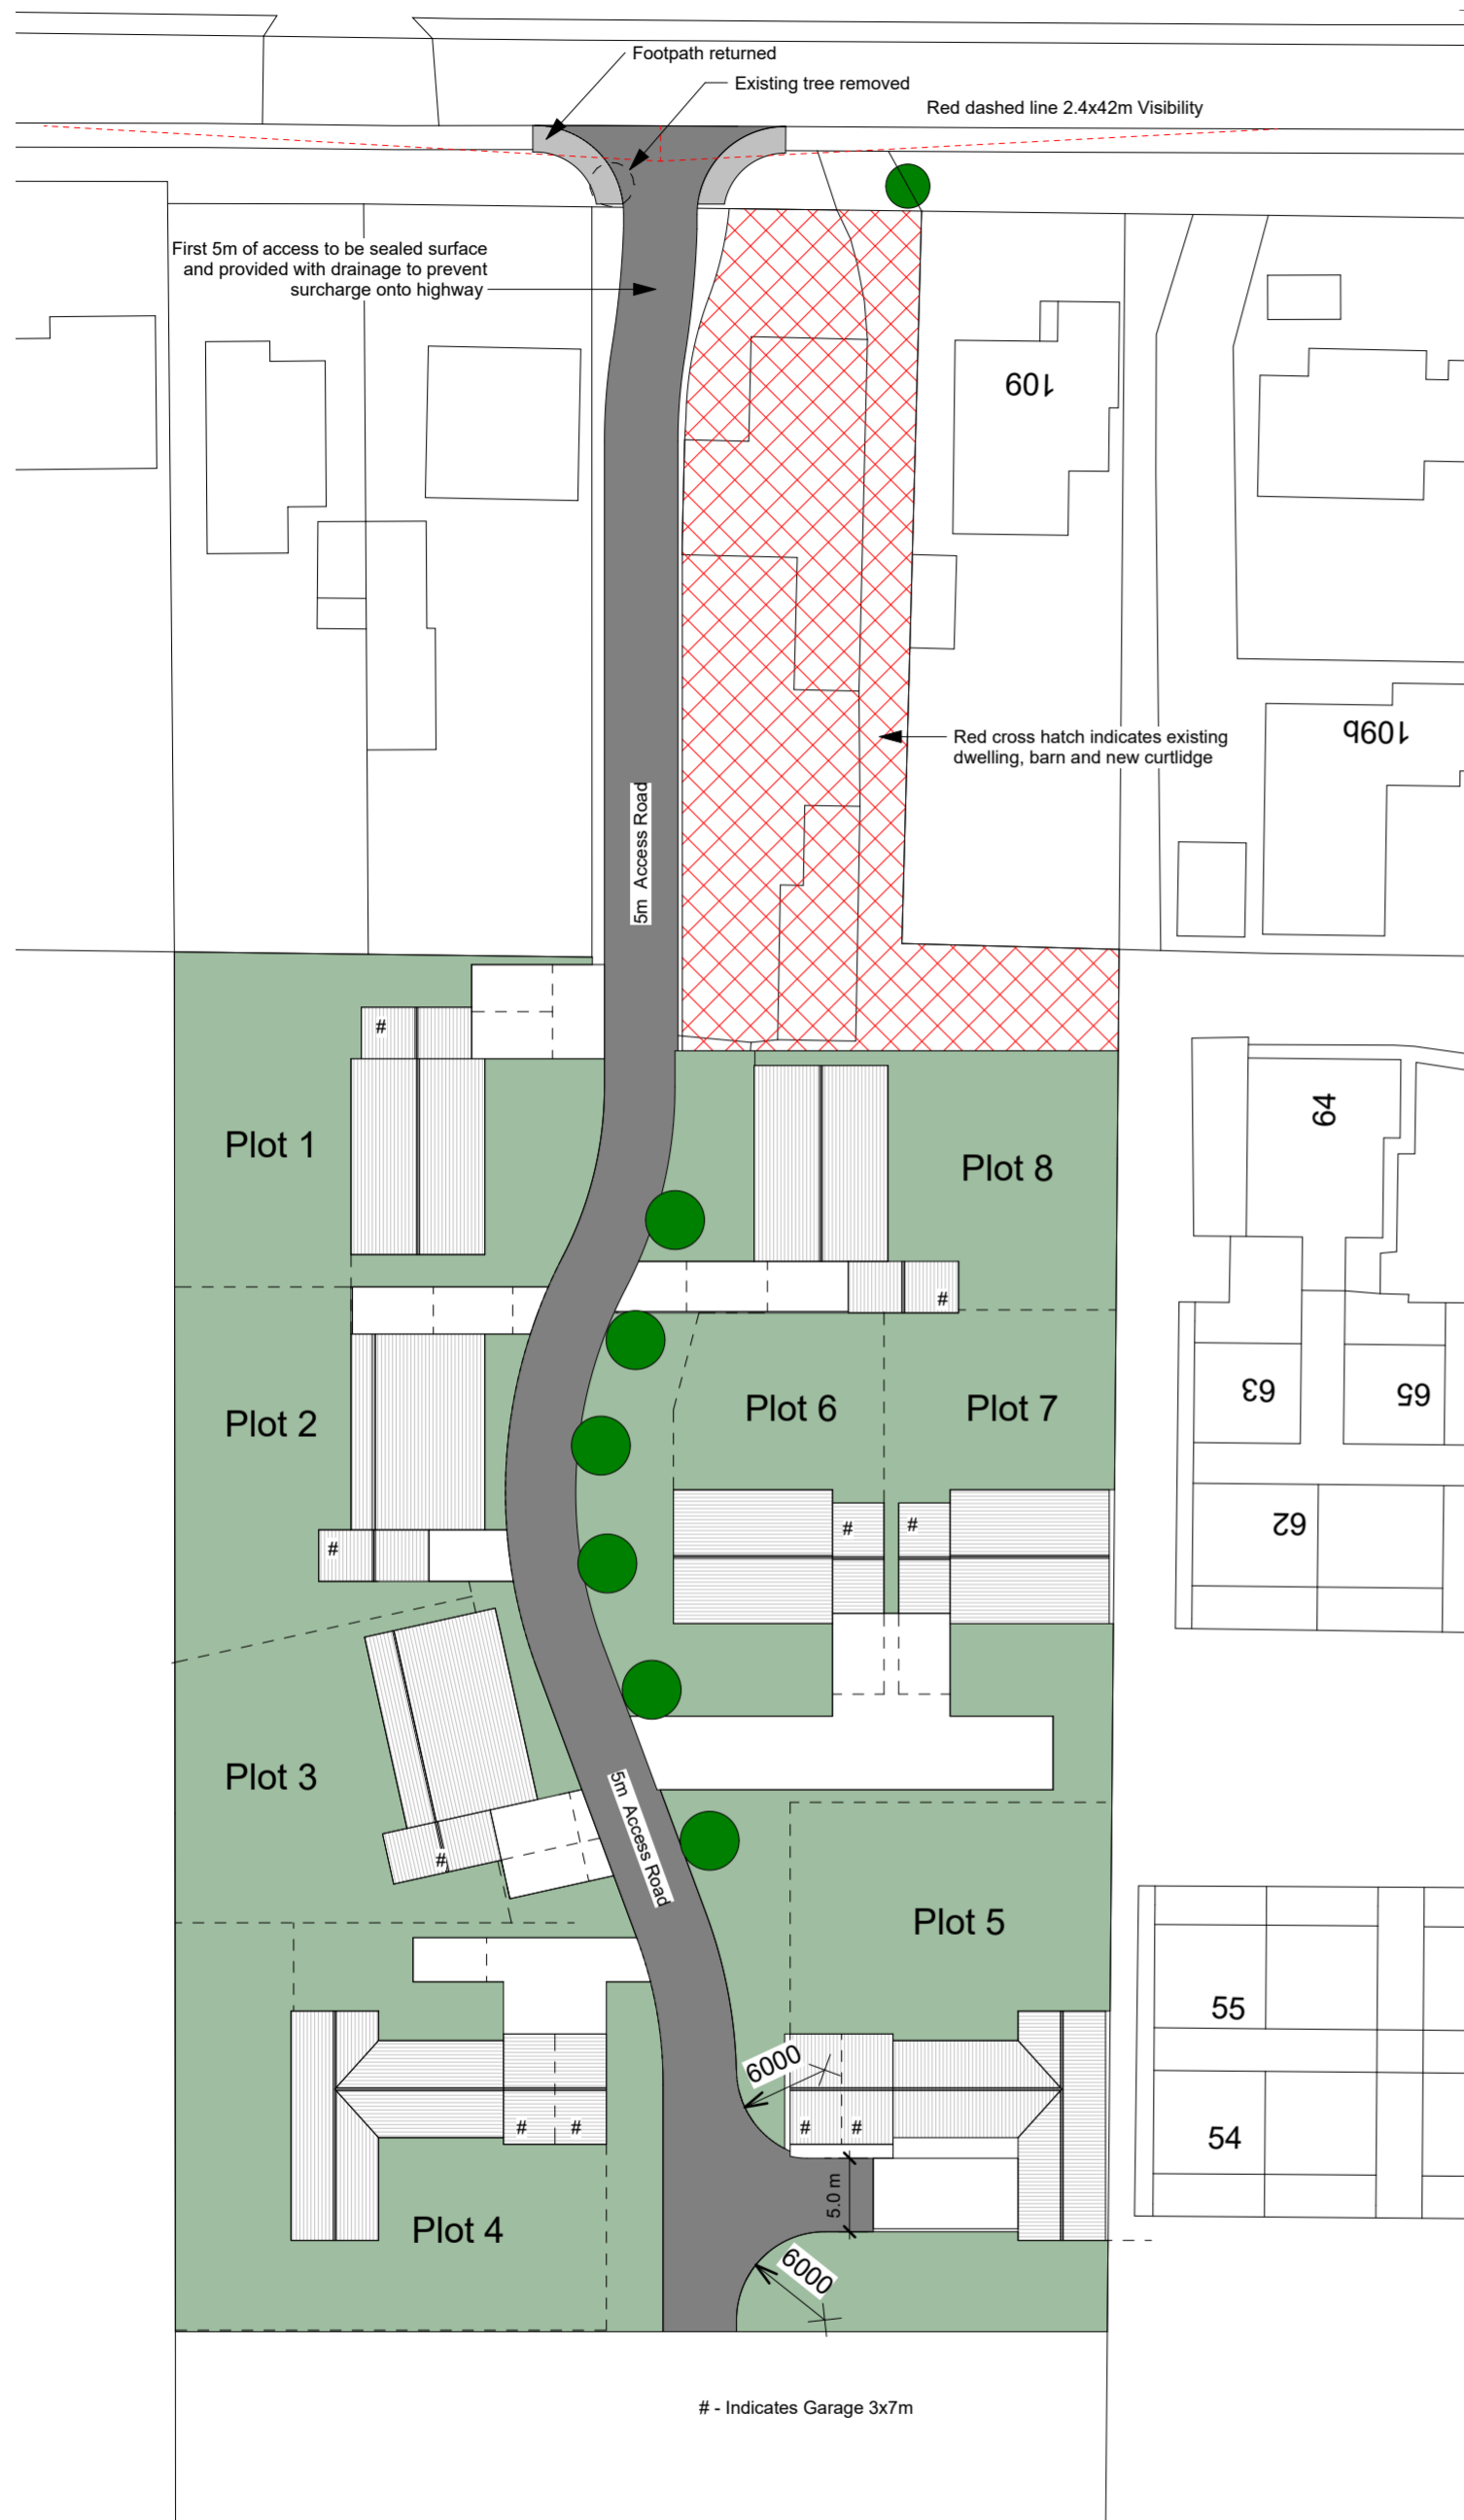 Footpath returned
Existing tree removed
Red dashed line 2.4x42m Visibility
First 5m of access to be sealed surface
and provided with drainage to prevent
surcharge onto highway
109
Red cross hatch indicates existing
dwelling, barn and new curtlidge
109b
5m Access Road
#
64
Plot 1
Plot 8
#
63
65
Plot 2
Plot 6
Plot 7
#
#
#
62
Plot 3
5m Access Road
#
Plot 5
55
6000
# #
# #
54
5.0 m
Plot 4
6000
# - Indicates Garage 3x7m